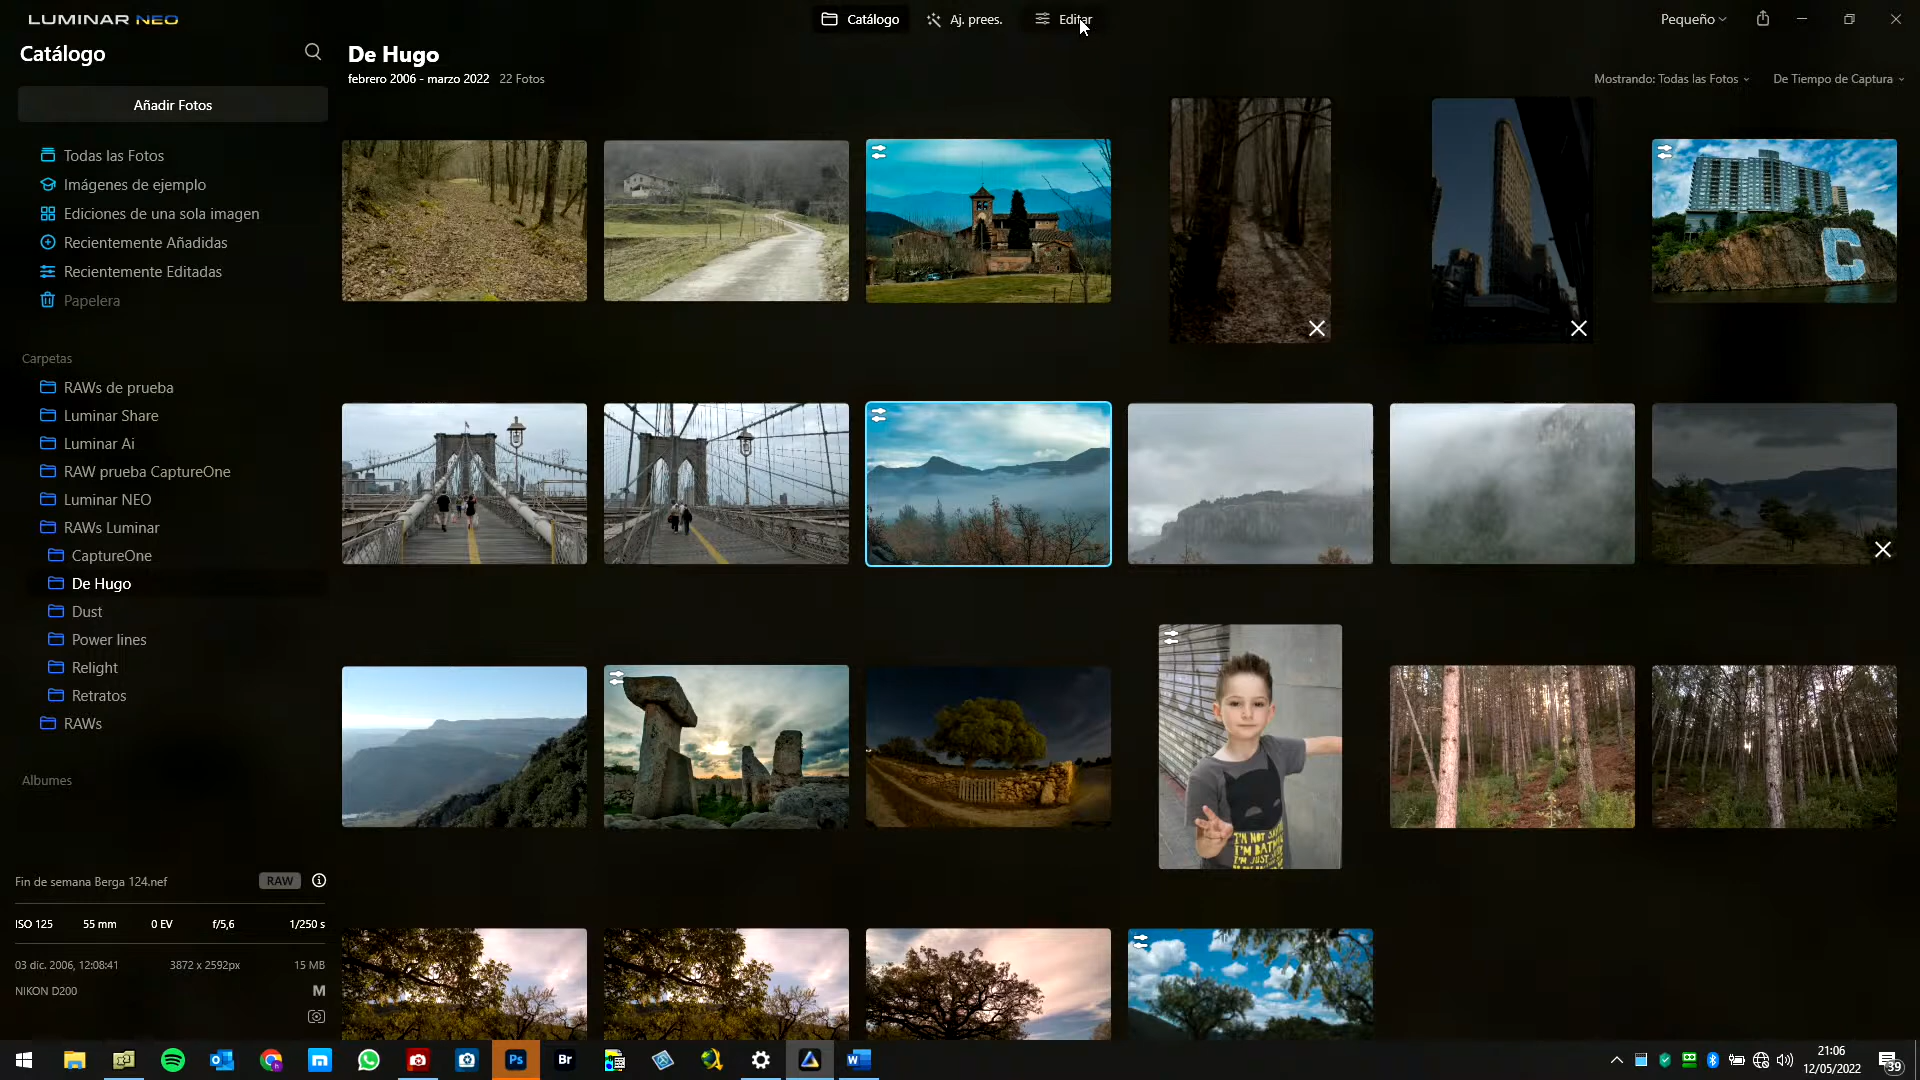 LUMINAR NEO
Catálogo
Aj. prees.
Editar
Pequeño
Catálogo
De Hugo
febrero 2006 - marzo 2022 22 Fotos
Mostrando: Todas las Fotos
De Tiempo de Captura
Añadir Fotos
Todas las Fotos
Imágenes de ejemplo
Ediciones de una sola imagen
Recientemente Añadidas
Recientemente Editadas
Papelera
Carpetas
RAWs de prueba
Luminar Share
Luminar Ai
RAW prueba CaptureOne
Luminar NEO
RAWs Luminar
CaptureOne
De Hugo
Dust
Power lines
Relight
Retratos
RAWs
Albumes
Fin de semana Berga 124.nef RAW
ISO 125 55 mm 0 EV f/5,6 1/250 s
03 dic. 2006, 12:08:41 3872 x 2592px 15 MB
NIKON D200 M
C
I'M NOT
I'M BATM
I'M JUST
Ps
Br
W
21:06
12/05/2022
39